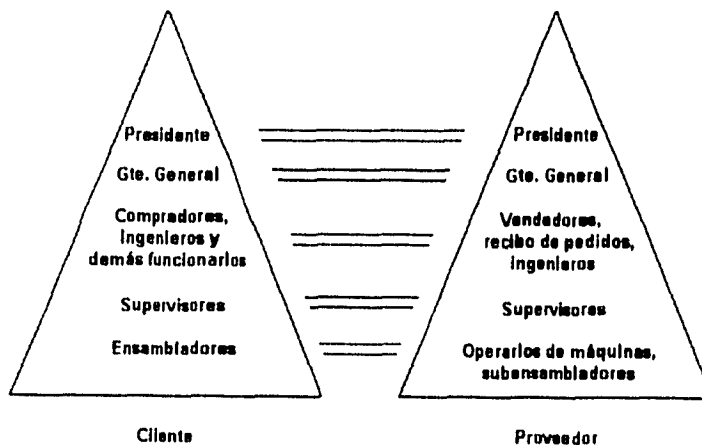 Presidente
Gte. General
Compradores,
Ingenieros y
demás funcionarios
Supervisores
Ensambladores
Cliente
Presidente
Gte. General
Vendedores,
recibo de pedidos,
ingenieros
Supervisores
Operarios de máquinas,
subensambladores
Proveedor